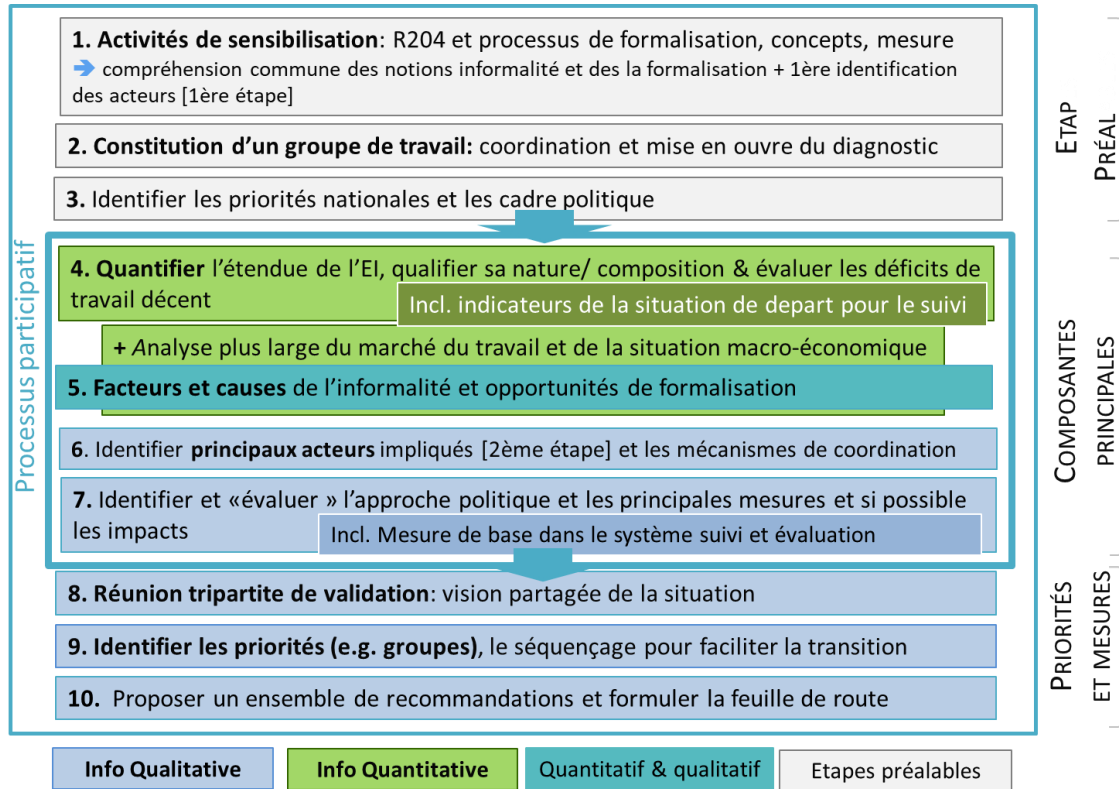 1. Activités de sensibilisation: R204 et processus de formalisation, concepts, mesure
➔ compréhension commune des notions informalité et des la formalisation + 1ère identification
des acteurs [1ère étape]
2. Constitution d’un groupe de travail: coordination et mise en ouvre du diagnostic
3. Identifier les priorités nationales et les cadre politique
ETAP
PRÉAL
Processus participatif
4. Quantifier l’étendue de l’EI, qualifier sa nature/ composition & évaluer les déficits de
travail décent
Incl. indicateurs de la situation de depart pour le suivi
+ Analyse plus large du marché du travail et de la situation macro-économique
5. Facteurs et causes de l’informalité et opportunités de formalisation
6. Identifier principaux acteurs impliqués [2ème étape] et les mécanismes de coordination
7. Identifier et «évaluer » l’approche politique et les principales mesures et si possible
les impacts
Incl. Mesure de base dans le système suivi et évaluation
COMPOSANTES
PRINCIPALES
8. Réunion tripartite de validation: vision partagée de la situation
9. Identifier les priorités (e.g. groupes), le séquençage pour faciliter la transition
10. Proposer un ensemble de recommandations et formuler la feuille de route
PRIORITÉS
ET MESURES
Info Qualitative
Info Quantitative
Quantitatif & qualitatif
Etapes préalables